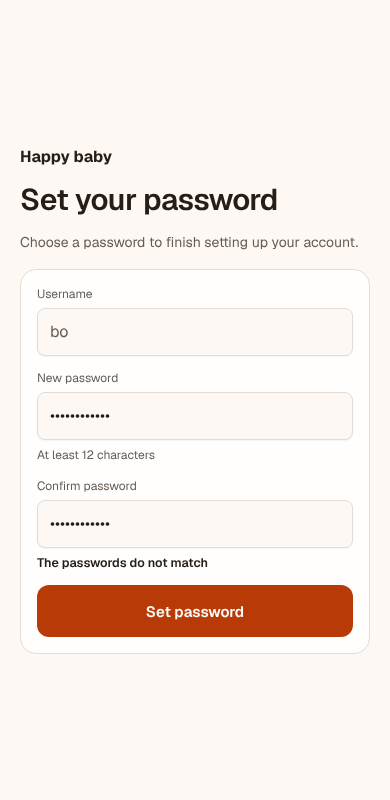 Happy baby
Set your password
Choose a password to finish setting up your account.
Username
bo
New password
••••••••••••
At least 12 characters
Confirm password
••••••••••••
The passwords do not match
Set password